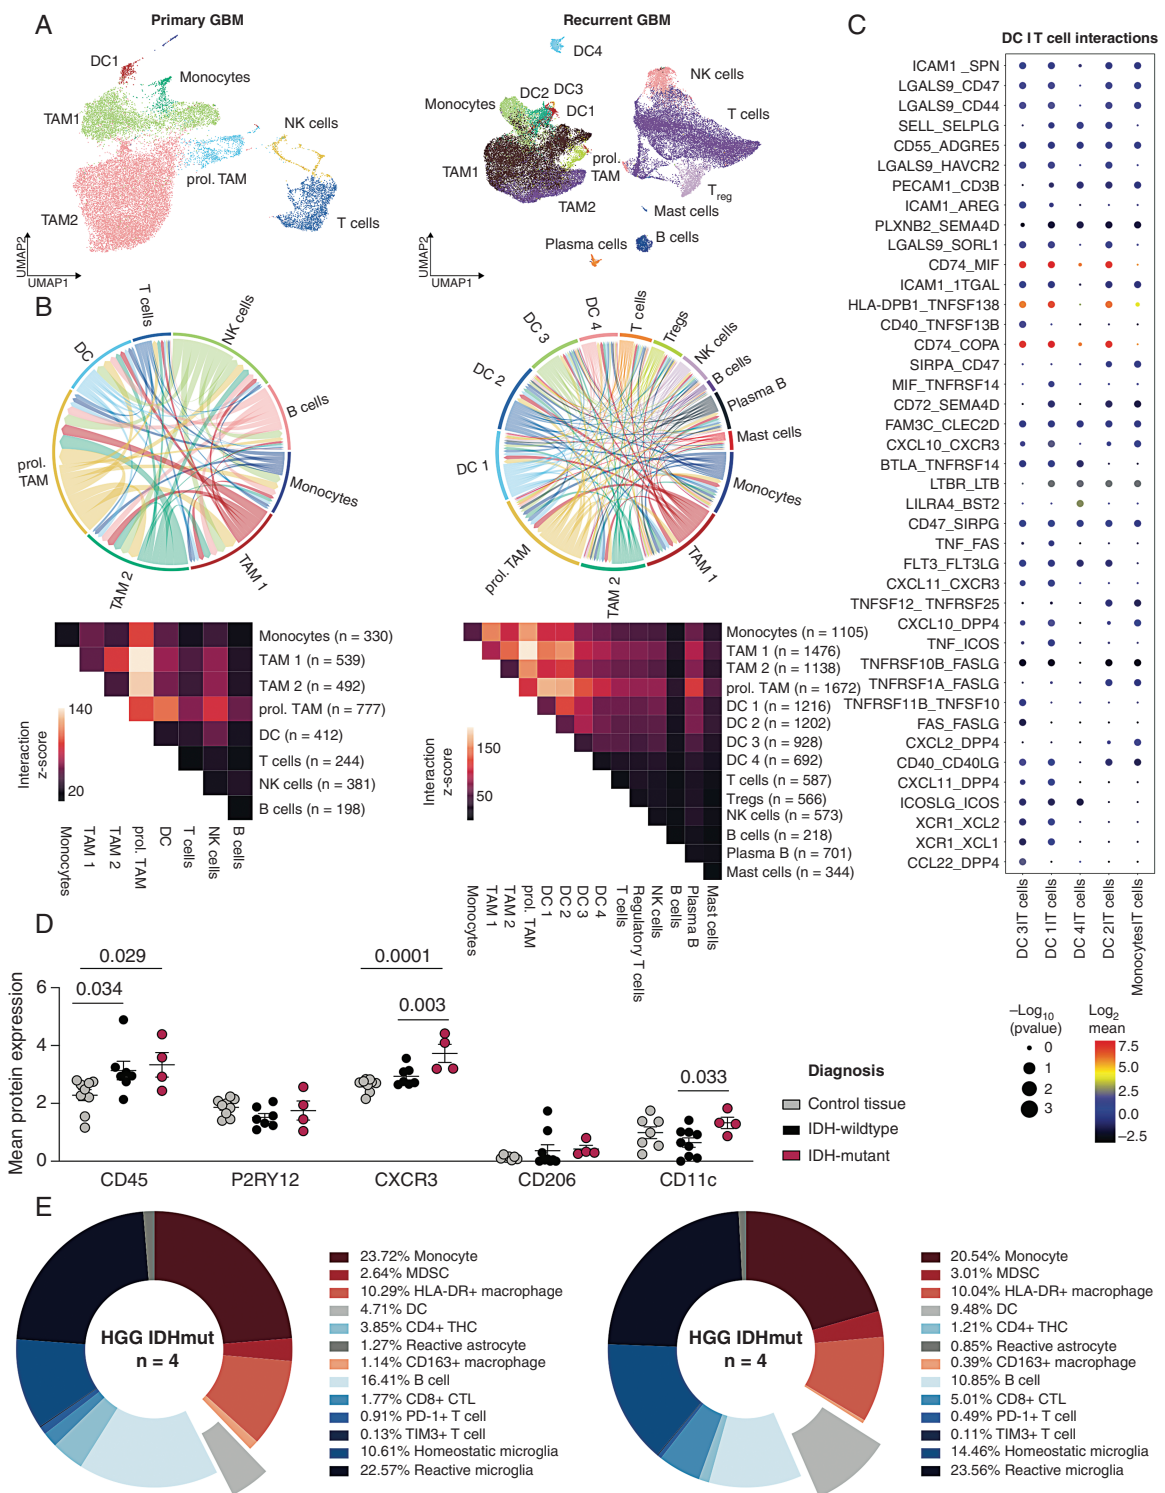 A
Primary GBM
DC1
Monocytes
TAM1
NK cells
prol. TAM
TAM2
T cells
UMAP2
UMAP1
Recurrent GBM
DC4
NK cells
DC2
DC3
Monocytes
DC1
T cells
TAM1
prol.
TAM
Treg
TAM2
Mast cells
Plasma cells
B cells
UMAP2
UMAP1
B
T cells
NK cells
DC
B cells
prol.
TAM
Monocytes
TAM 2
TAM 1
DC 4
T cells
Tregs
DC 3
NK cells
B cells
DC 2
Plasma B
Mast cells
DC 1
Monocytes
prol. TAM
TAM 2
TAM 1
Monocytes (n = 330)
TAM 1 (n = 539)
TAM 2 (n = 492)
prol. TAM (n = 777)
DC (n = 412)
T cells (n = 244)
NK cells (n = 381)
B cells (n = 198)
140
20
Interaction
z-score
Monocytes
TAM 1
TAM 2
prol. TAM
DC
T cells
NK cells
B cells
Monocytes (n = 1105)
TAM 1 (n = 1476)
TAM 2 (n = 1138)
prol. TAM (n = 1672)
DC 1 (n = 1216)
DC 2 (n = 1202)
DC 3 (n = 928)
DC 4 (n = 692)
T cells (n = 587)
Tregs (n = 566)
NK cells (n = 573)
B cells (n = 218)
Plasma B (n = 701)
Mast cells (n = 344)
150
50
Interaction
z-score
Monocytes
TAM 1
TAM 2
prol. TAM
DC 1
DC 2
DC 3
DC 4
T cells
Regulatory T cells
NK cells
B cells
Plasma B
Mast cells
C
DC I T cell interactions
ICAM1 _SPN
LGALS9_CD47
LGALS9_CD44
SELL_SELPLG
CD55_ADGRE5
LGALS9_HAVCR2
PECAM1_CD3B
ICAM1_AREG
PLXNB2_SEMA4D
LGALS9_SORL1
CD74_MIF
ICAM1_1TGAL
HLA-DPB1_TNFSF138
CD40_TNFSF13B
CD74_COPA
SIRPA_CD47
MIF_TNFRSF14
CD72_SEMA4D
FAM3C_CLEC2D
CXCL10_CXCR3
BTLA_TNFRSF14
LTBR_LTB
LILRA4_BST2
CD47_SIRPG
TNF_FAS
FLT3_FLT3LG
CXCL11_CXCR3
TNFSF12_ TNFRSF25
CXCL10_DPP4
TNF_ICOS
TNFRSF10B_FASLG
TNFRSF1A_FASLG
TNFRSF11B_TNFSF10
FAS_FASLG
CXCL2_DPP4
CD40_CD40LG
CXCL11_DPP4
ICOSLG_ICOS
XCR1_XCL2
XCR1_XCL1
CCL22_DPP4
DC 3IT cells
DC 1IT cells
DC 4IT cells
DC 2IT cells
MonocytesIT cells
–Log10
(pvalue)
0
1
2
3
Log2
mean
7.5
5.0
2.5
0.0
–2.5
D
Mean protein expression
6
4
2
0
0.029
0.034
0.0001
0.003
0.033
CD45
P2RY12
CXCR3
CD206
CD11c
Diagnosis
Control tissue
IDH-wildtype
IDH-mutant
E
HGG IDHmut
n = 4
23.72% Monocyte
2.64% MDSC
10.29% HLA-DR+ macrophage
4.71% DC
3.85% CD4+ THC
1.27% Reactive astrocyte
1.14% CD163+ macrophage
16.41% B cell
1.77% CD8+ CTL
0.91% PD-1+ T cell
0.13% TIM3+ T cell
10.61% Homeostatic microglia
22.57% Reactive microglia
HGG IDHmut
n = 4
20.54% Monocyte
3.01% MDSC
10.04% HLA-DR+ macrophage
9.48% DC
1.21% CD4+ THC
0.85% Reactive astrocyte
0.39% CD163+ macrophage
10.85% B cell
5.01% CD8+ CTL
0.49% PD-1+ T cell
0.11% TIM3+ T cell
14.46% Homeostatic microglia
23.56% Reactive microglia